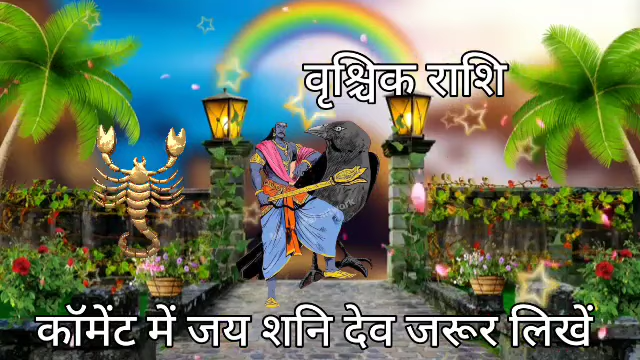 वृश्चिक राशि
कॉमेंट में जय शनि देव जरूर लिखें